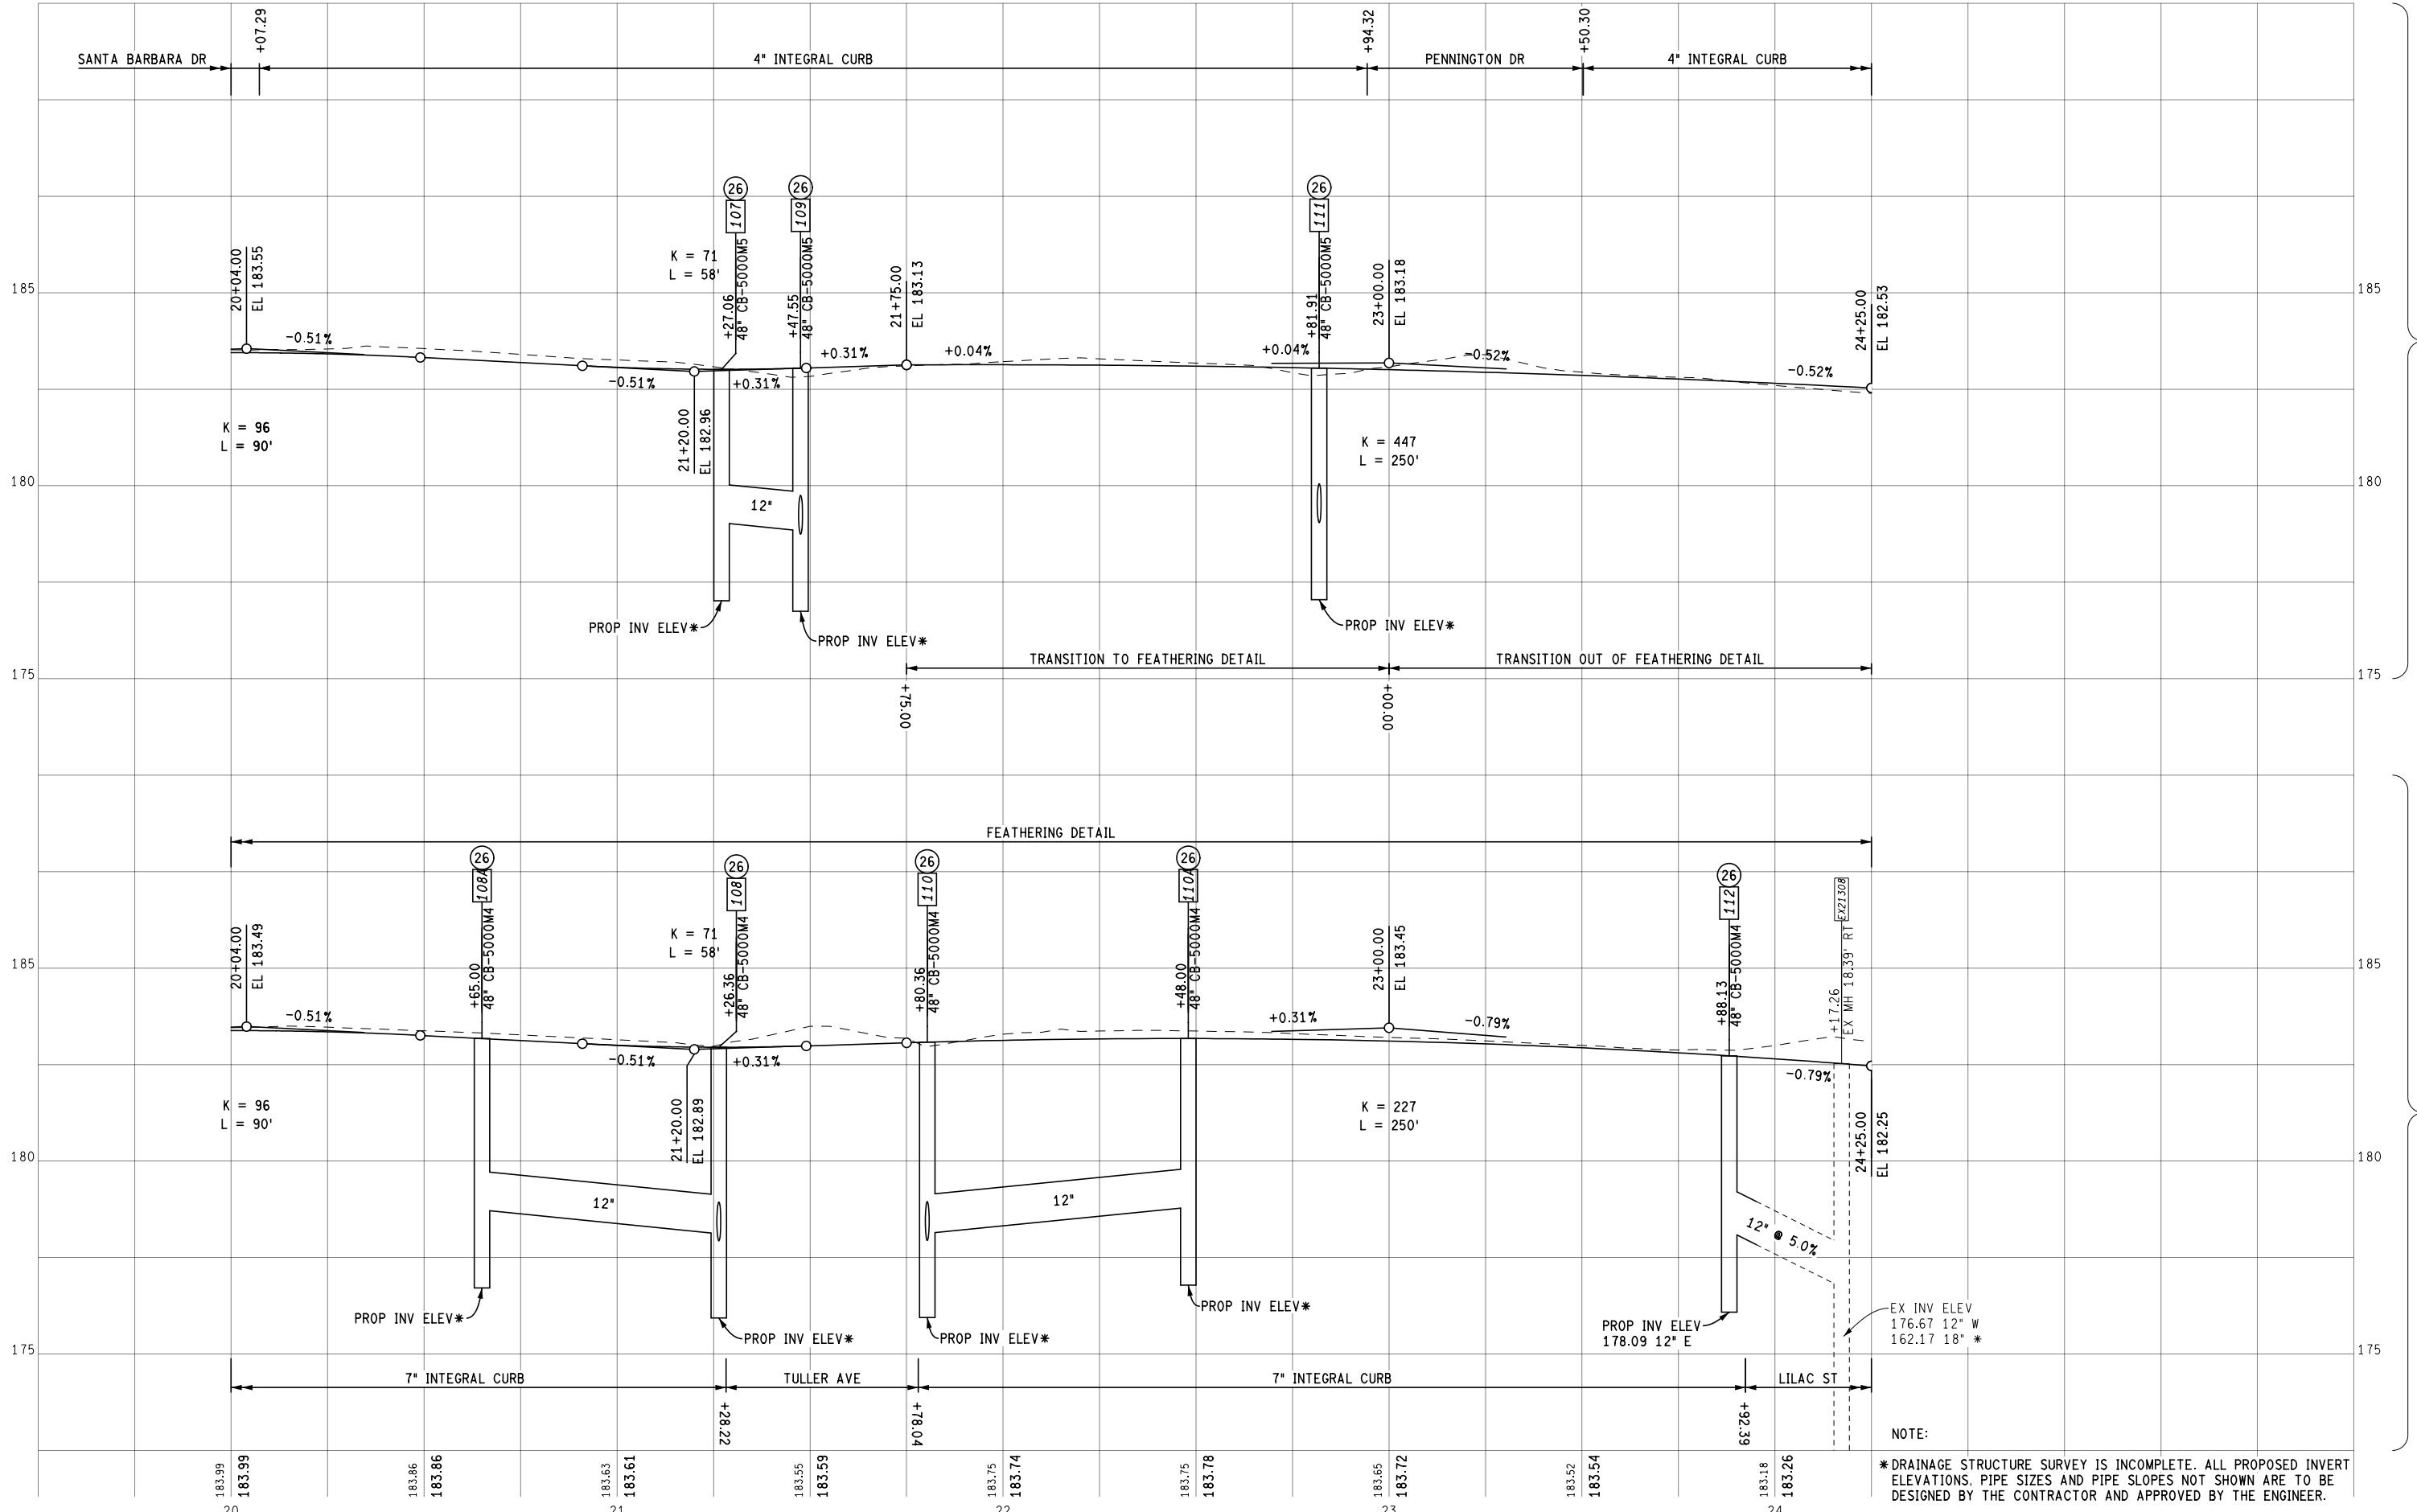 +07.29
+94.32
+50.30
SANTA BARBARA DR
4" INTEGRAL CURB
PENNINGTON DR
4" INTEGRAL CURB
26
26
26
107
109
111
+27.06
48" CB-5000M5
+47.55
48" CB-5000M5
+81.91
48" CB-5000M5
K = 71
L = 58'
20+04.00
EL 183.55
21+75.00
EL 183.13
23+00.00
EL 183.18
24+25.00
EL 182.53
185
185
-0.51%
+0.31%
+0.04%
+0.04%
-0.52%
-0.52%
-0.51%
+0.31%
21+20.00
EL 182.96
K = 96
L = 90'
K = 447
L = 250'
180
180
12"
PROP INV ELEV*
PROP INV ELEV*
PROP INV ELEV*
TRANSITION TO FEATHERING DETAIL
TRANSITION OUT OF FEATHERING DETAIL
175
175
+75.00
+00.00
FEATHERING DETAIL
26
26
26
26
26
108A
108
110
110A
112
EX21308
+65.00
48" CB-5000M4
+26.36
48" CB-5000M4
+80.36
48" CB-5000M4
+48.00
48" CB-5000M4
+88.13
48" CB-5000M4
+17.26
EX MH 18.39' RT
K = 71
L = 58'
20+04.00
EL 183.49
23+00.00
EL 183.45
185
185
-0.51%
+0.31%
-0.79%
-0.51%
+0.31%
-0.79%
21+20.00
EL 182.89
24+25.00
EL 182.25
K = 96
L = 90'
K = 227
L = 250'
180
180
12"
12"
12" @ 5.0%
PROP INV ELEV*
PROP INV ELEV*
PROP INV ELEV*
PROP INV ELEV*
PROP INV ELEV
178.09 12" E
EX INV ELEV
176.67 12" W
162.17 18" *
175
175
7" INTEGRAL CURB
TULLER AVE
7" INTEGRAL CURB
LILAC ST
+28.22
+78.04
+92.39
NOTE:
* DRAINAGE STRUCTURE SURVEY IS INCOMPLETE. ALL PROPOSED INVERT
ELEVATIONS, PIPE SIZES AND PIPE SLOPES NOT SHOWN ARE TO BE
DESIGNED BY THE CONTRACTOR AND APPROVED BY THE ENGINEER.
183.99
183.99
183.86
183.86
183.63
183.61
183.55
183.59
183.75
183.74
183.75
183.78
183.65
183.72
183.52
183.54
183.18
183.26
20
21
22
23
24